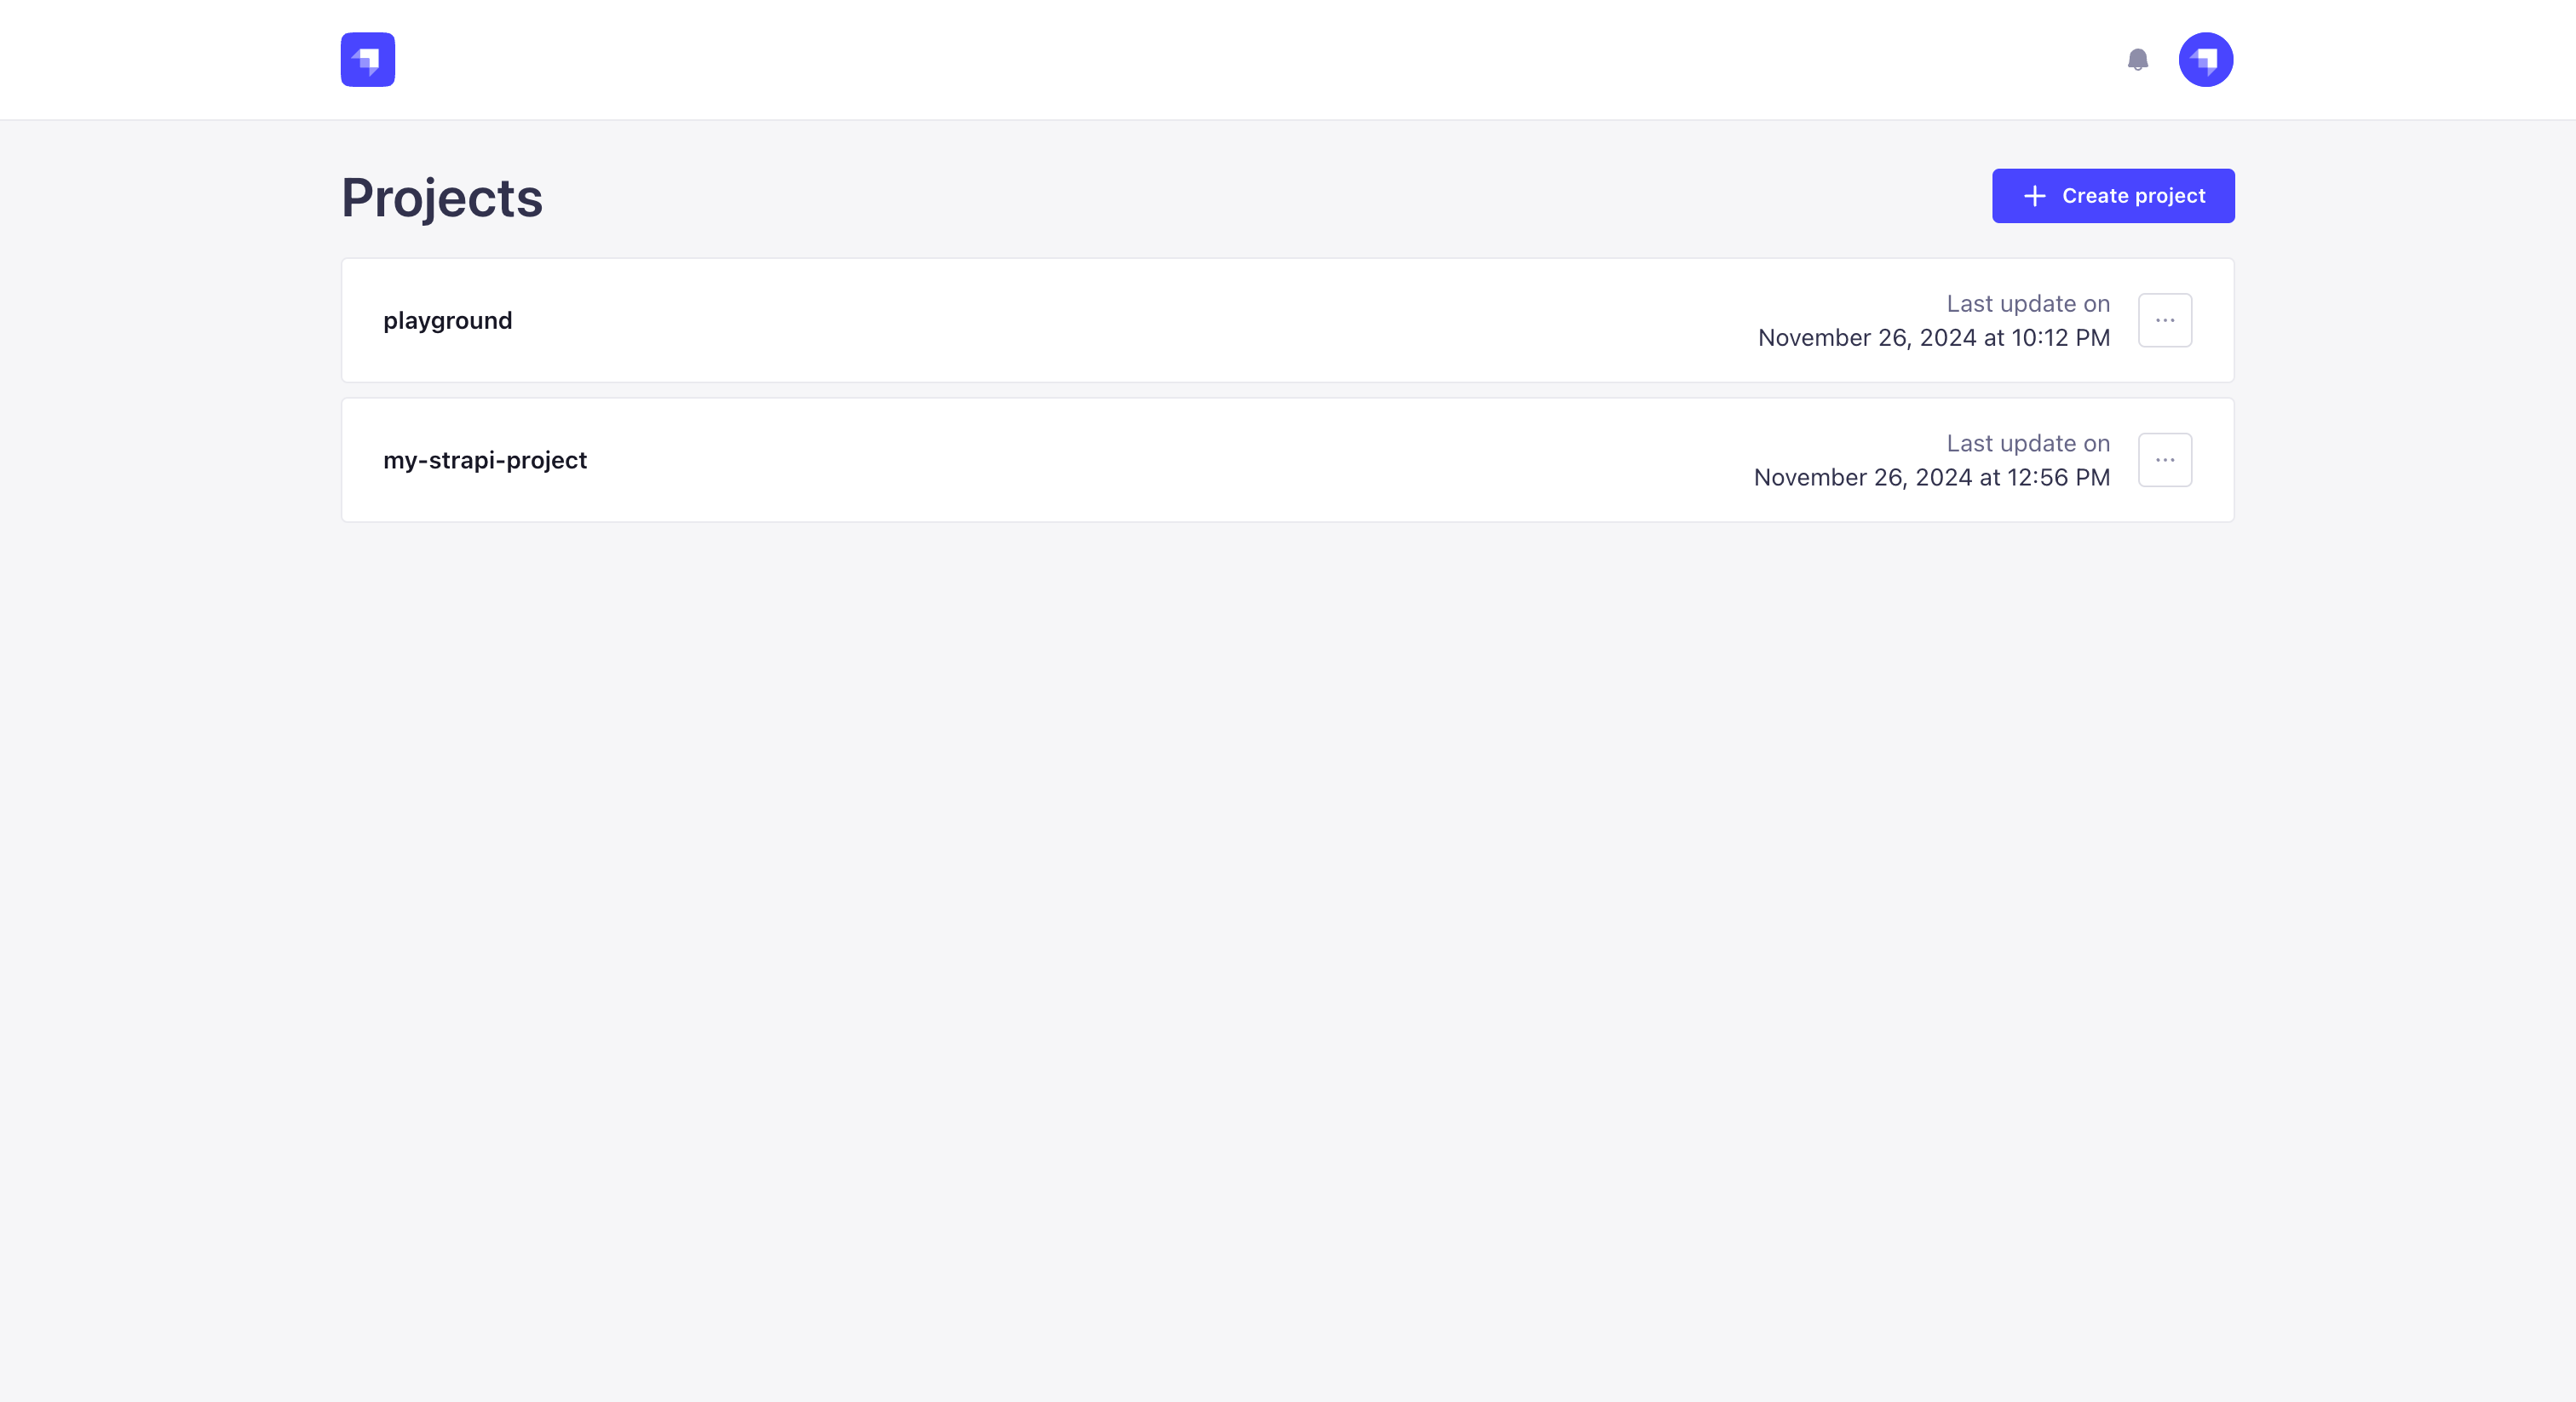 Projects
Create project
playground
Last update on
November 26, 2024 at 10:12 PM
my-strapi-project
Last update on
November 26, 2024 at 12:56 PM